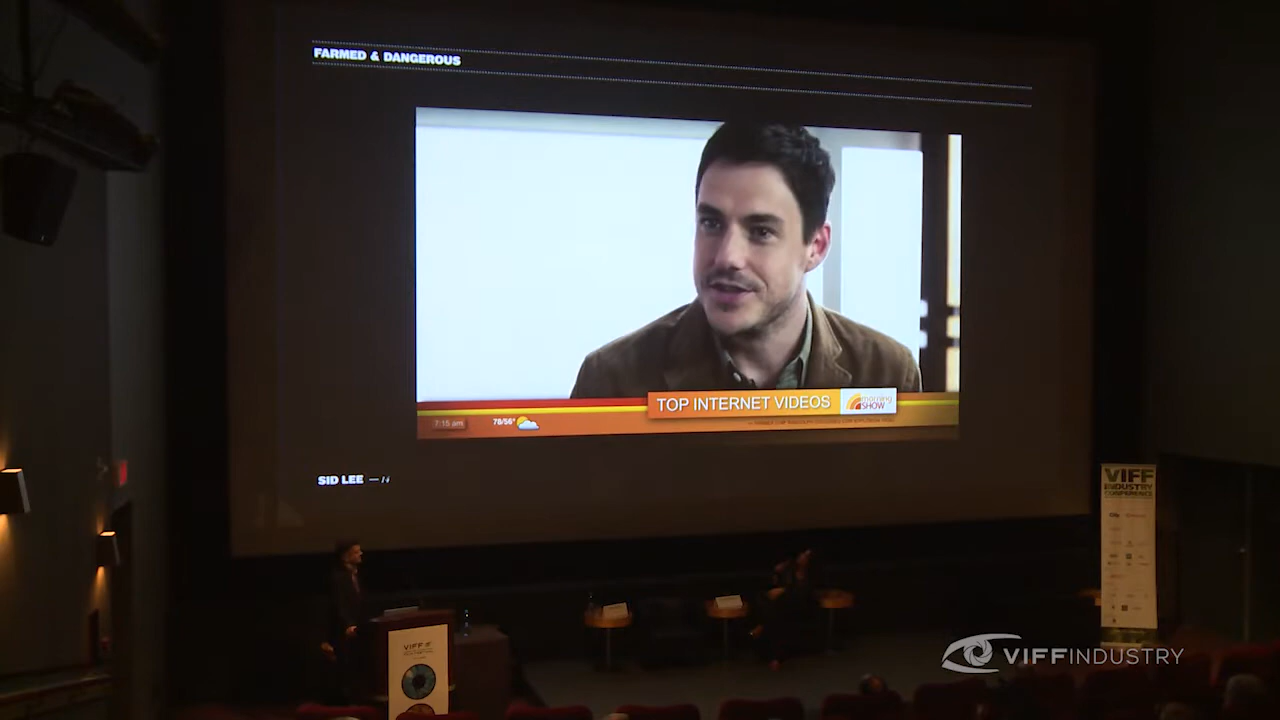 FARMED & DANGEROUS
TOP INTERNET VIDEOS
morning
SHOW
7:15 am
78/56°
SID LEE — 14
VIFF
INDUSTRY
CONFERENCE
VIFF
VIFFINDUSTRY